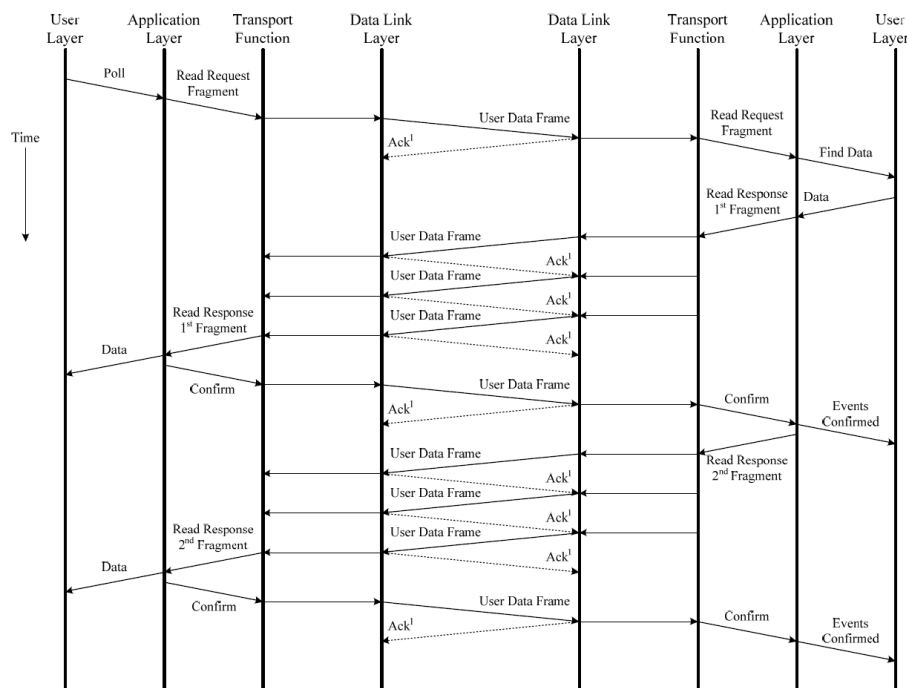 User Layer
Application Layer
Transport Function
Data Link Layer
Data Link Layer
Transport Function
Application Layer
User Layer
Poll
Read Request
Fragment
User Data Frame
Read Request
Fragment
Time
Ack¹
Find Data
Read Response
1st Fragment
Data
User Data Frame
Ack¹
User Data Frame
Ack¹
Read Response
1st Fragment
User Data Frame
Ack¹
Data
Confirm
User Data Frame
Confirm
Events
Confirmed
Ack¹
User Data Frame
Read Response
2nd Fragment
Ack¹
User Data Frame
Ack¹
Read Response
2nd Fragment
User Data Frame
Ack¹
Data
Confirm
User Data Frame
Confirm
Events
Confirmed
Ack¹